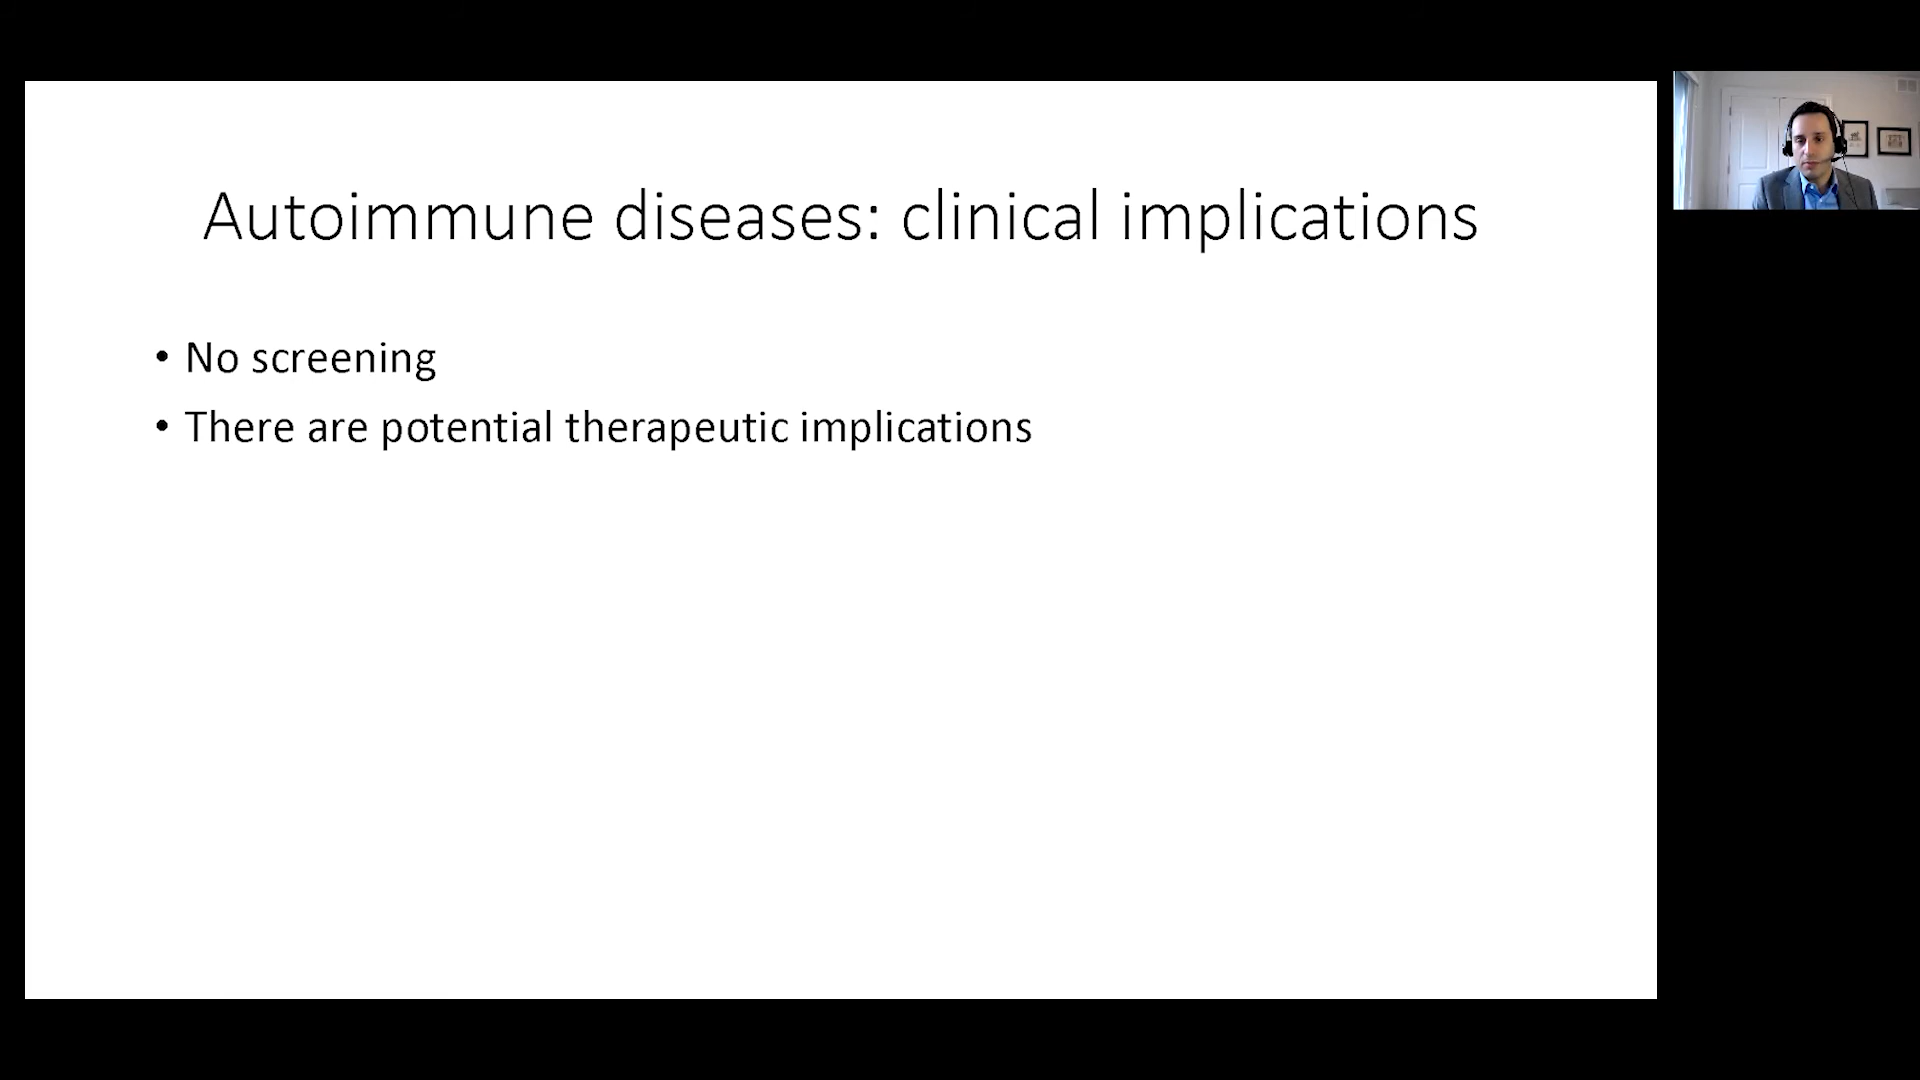 Autoimmune diseases: clinical implications
• No screening
• There are potential therapeutic implications